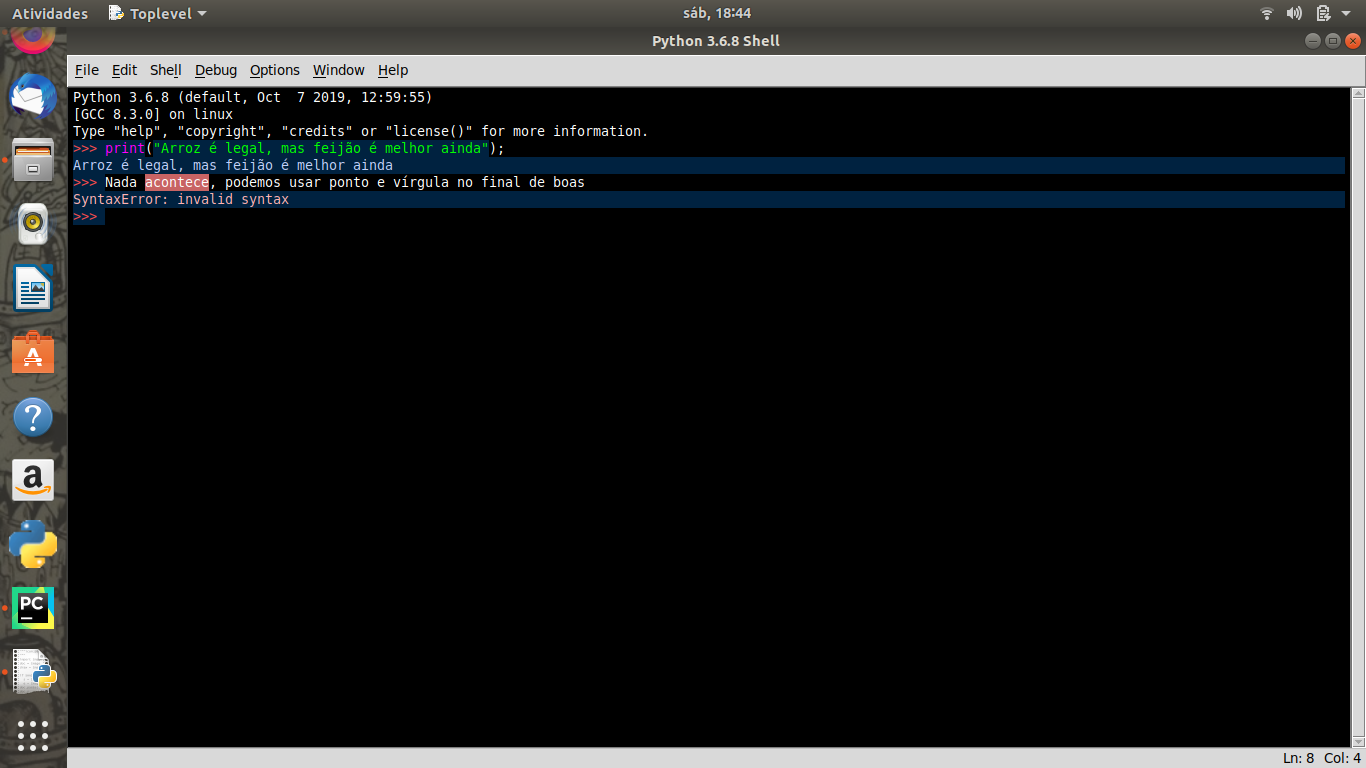 Atividades Toplevel sáb, 18:44
Python 3.6.8 Shell
File Edit Shell Debug Options Window Help
Python 3.6.8 (default, Oct  7 2019, 12:59:55)
[GCC 8.3.0] on linux
Type "help", "copyright", "credits" or "license()" for more information.
>>> print("Arroz é legal, mas feijão é melhor ainda");
Arroz é legal, mas feijão é melhor ainda
>>> Nada acontece, podemos usar ponto e vírgula no final de boas
SyntaxError: invalid syntax
>>>
A
?
a
PC
Ln: 8 Col: 4